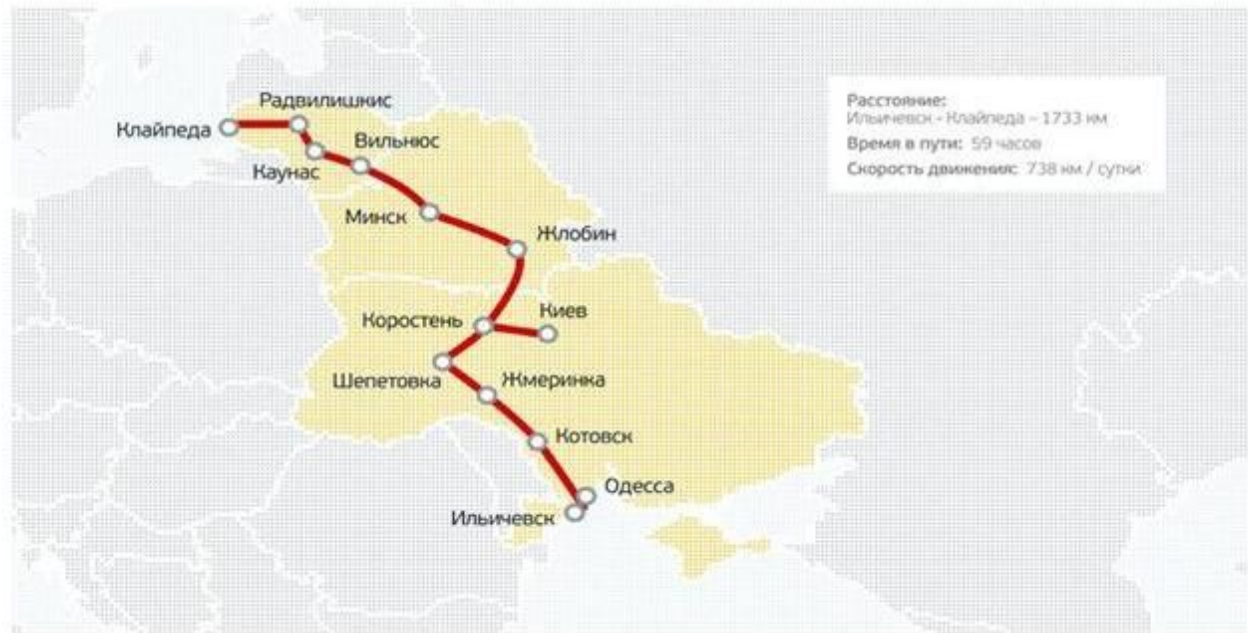 Радвилишкис
Клайпеда
Вильнюс
Каунас
Минск
Жлобин
Коростень
Киев
Шепетовка
Жмеринка
Котовск
Одесса
Ильичевск
Расстояние:
Ильичевск - Клайпеда – 1733 км
Время в пути: 59 часов
Скорость движения: 738 км / сутки